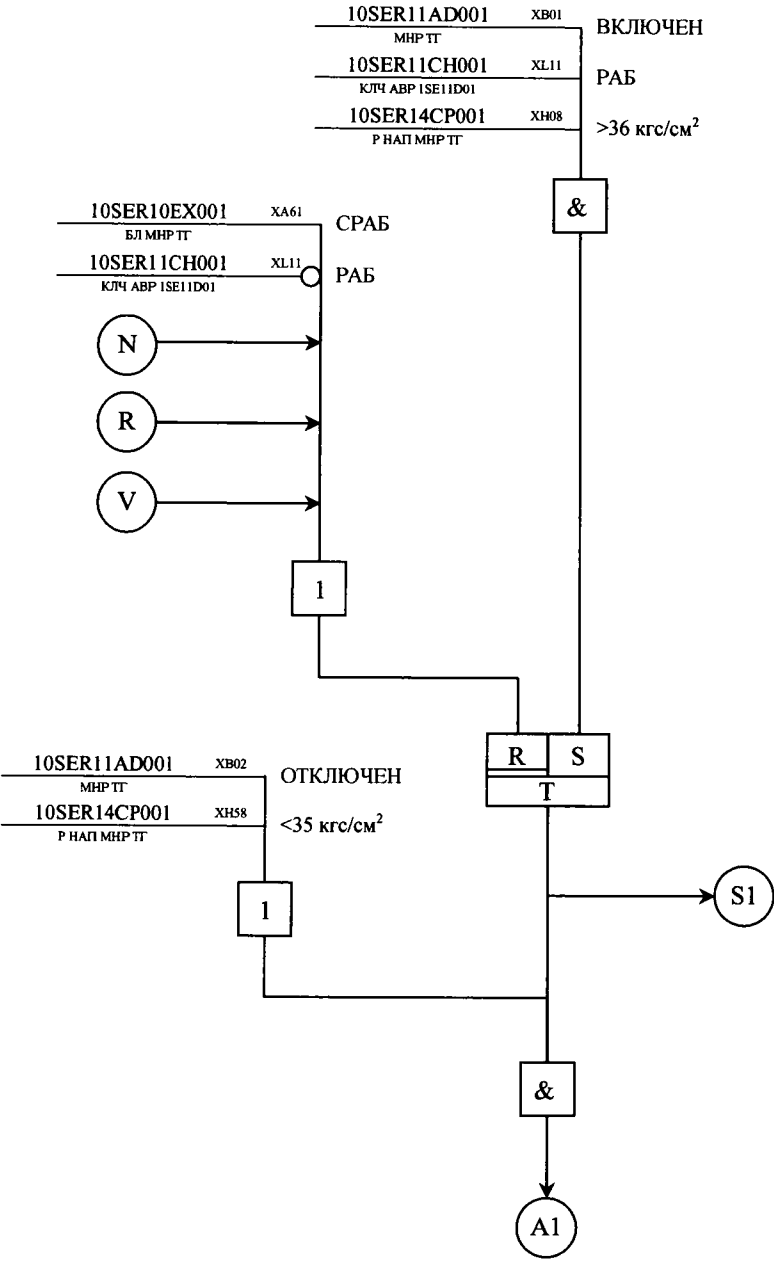 10SER11AD001 XB01 ВКЛЮЧЕН
МНР ТГ
10SER11CH001 XL11 РАБ
КЛЧ АВР 1SE11D01
10SER14CP001 XH08 >36 кгс/см²
Р НАП МНР ТГ
&
10SER10EX001 XA61 СРАБ
БЛ МНР ТГ
10SER11CH001 XL11 РАБ
КЛЧ АВР 1SE11D01
N
R
V
1
R S
T
10SER11AD001 XB02 ОТКЛЮЧЕН
МНР ТГ
10SER14CP001 XH58 <35 кгс/см²
Р НАП МНР ТГ
1
S1
&
A1